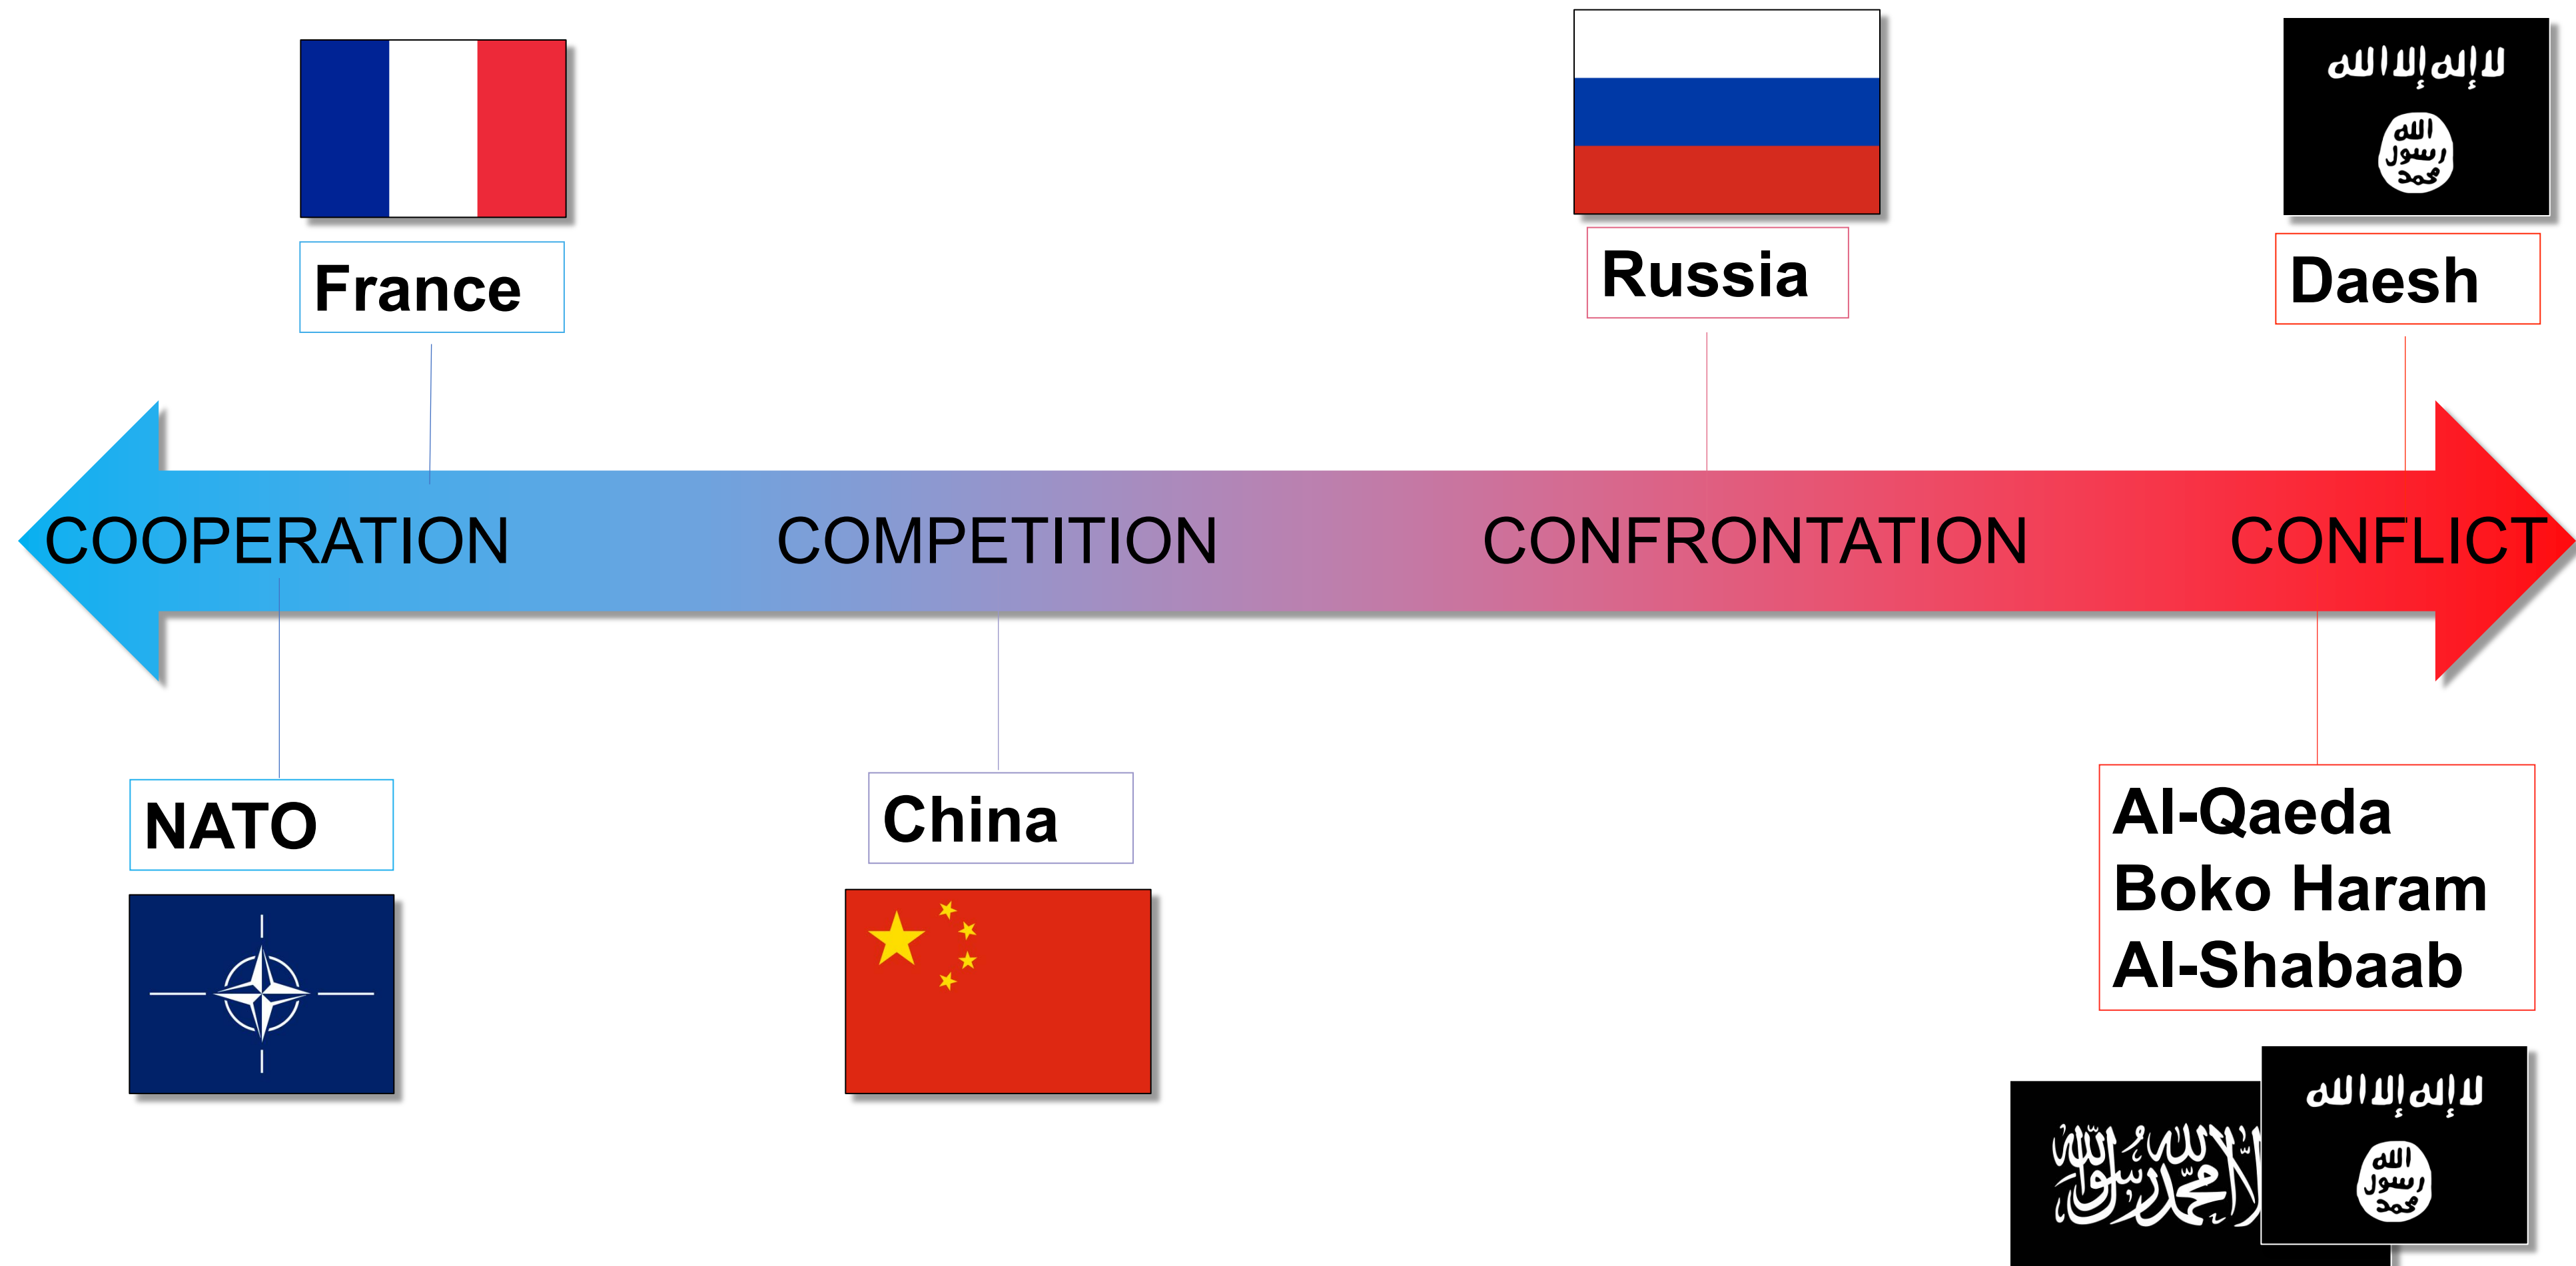 France
Russia
لا إله إلا الله
الله
رسول
محمد
Daesh
COOPERATION
COMPETITION
CONFRONTATION
CONFLICT
NATO
China
Al-Qaeda
Boko Haram
Al-Shabaab
لا إله إلا الله
الله
رسول
محمد